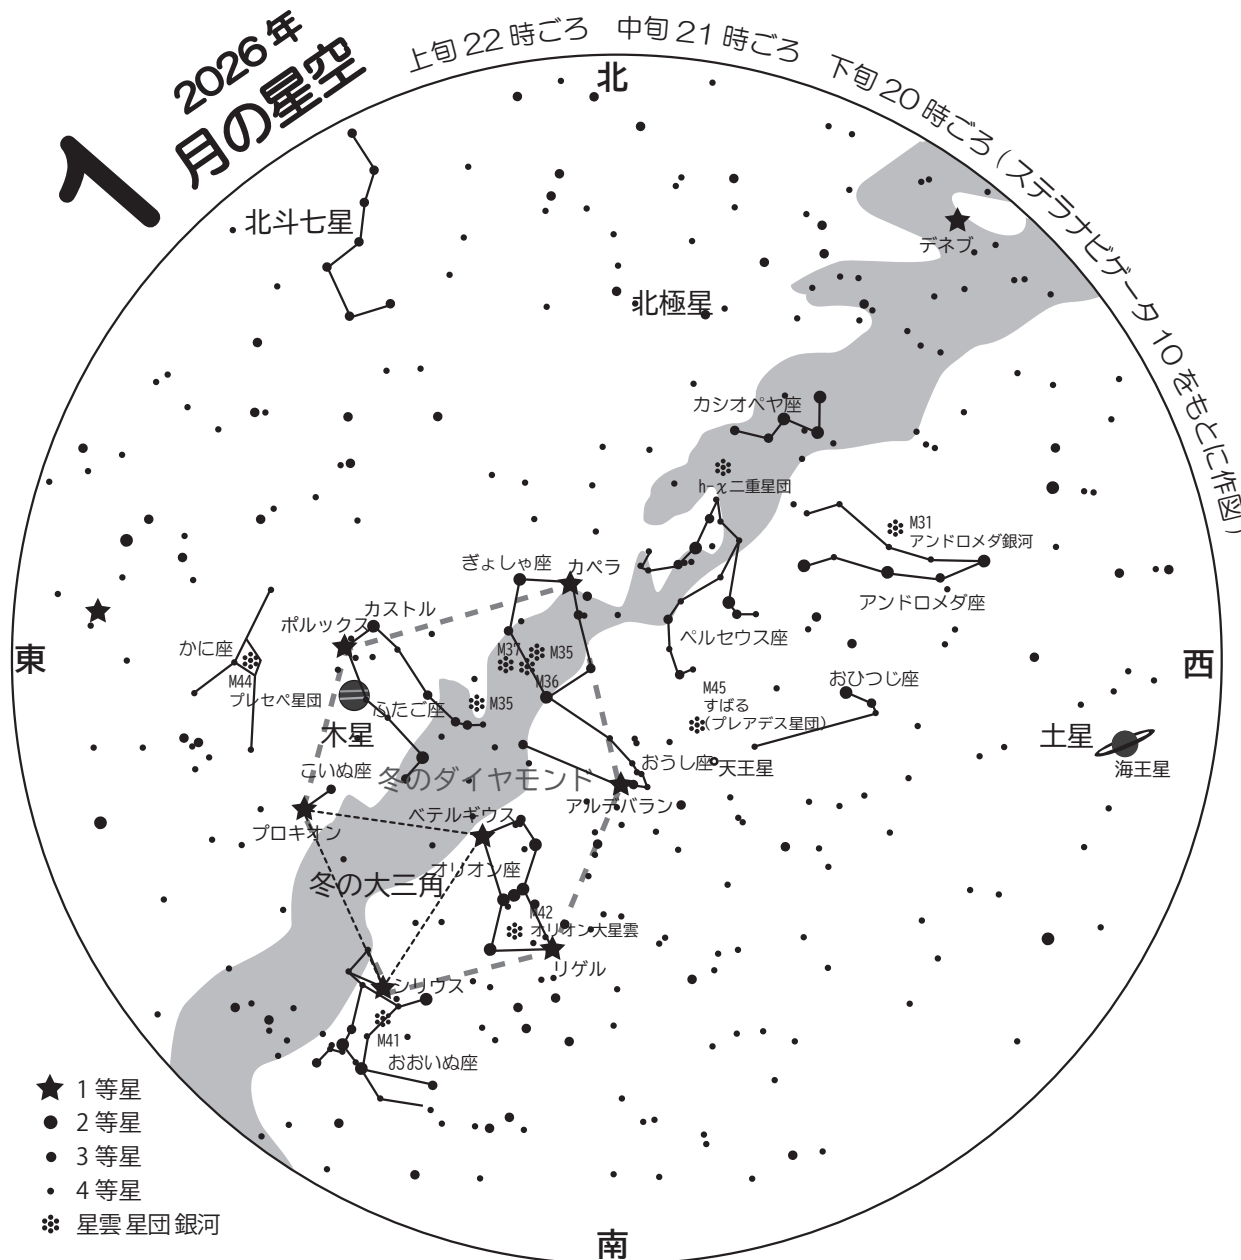 2026年
1月の星空
上旬22時ごろ 中旬21時ごろ 下旬20時ごろ（ステラナビゲータ10をもとに作図）
北
北斗七星
デネブ
北極星
カシオペヤ座
h-χ二重星団
M31
アンドロメダ銀河
ぎょしゃ座
カペラ
アンドロメダ座
カストル
ポルックス
ペルセウス座
かに座
M37
M35
東
西
M44
プレセペ星団
M36
M45
すばる
（プレアデス星団）
おひつじ座
ふたご座
M35
木星
土星
おうし座
天王星
海王星
こいぬ座
冬のダイヤモンド
アルデバラン
ベテルギウス
プロキオン
オリオン座
冬の大三角
M42
オリオン大星雲
リゲル
シリウス
M41
おおいぬ座
1等星
2等星
3等星
4等星
星雲 星団 銀河
南